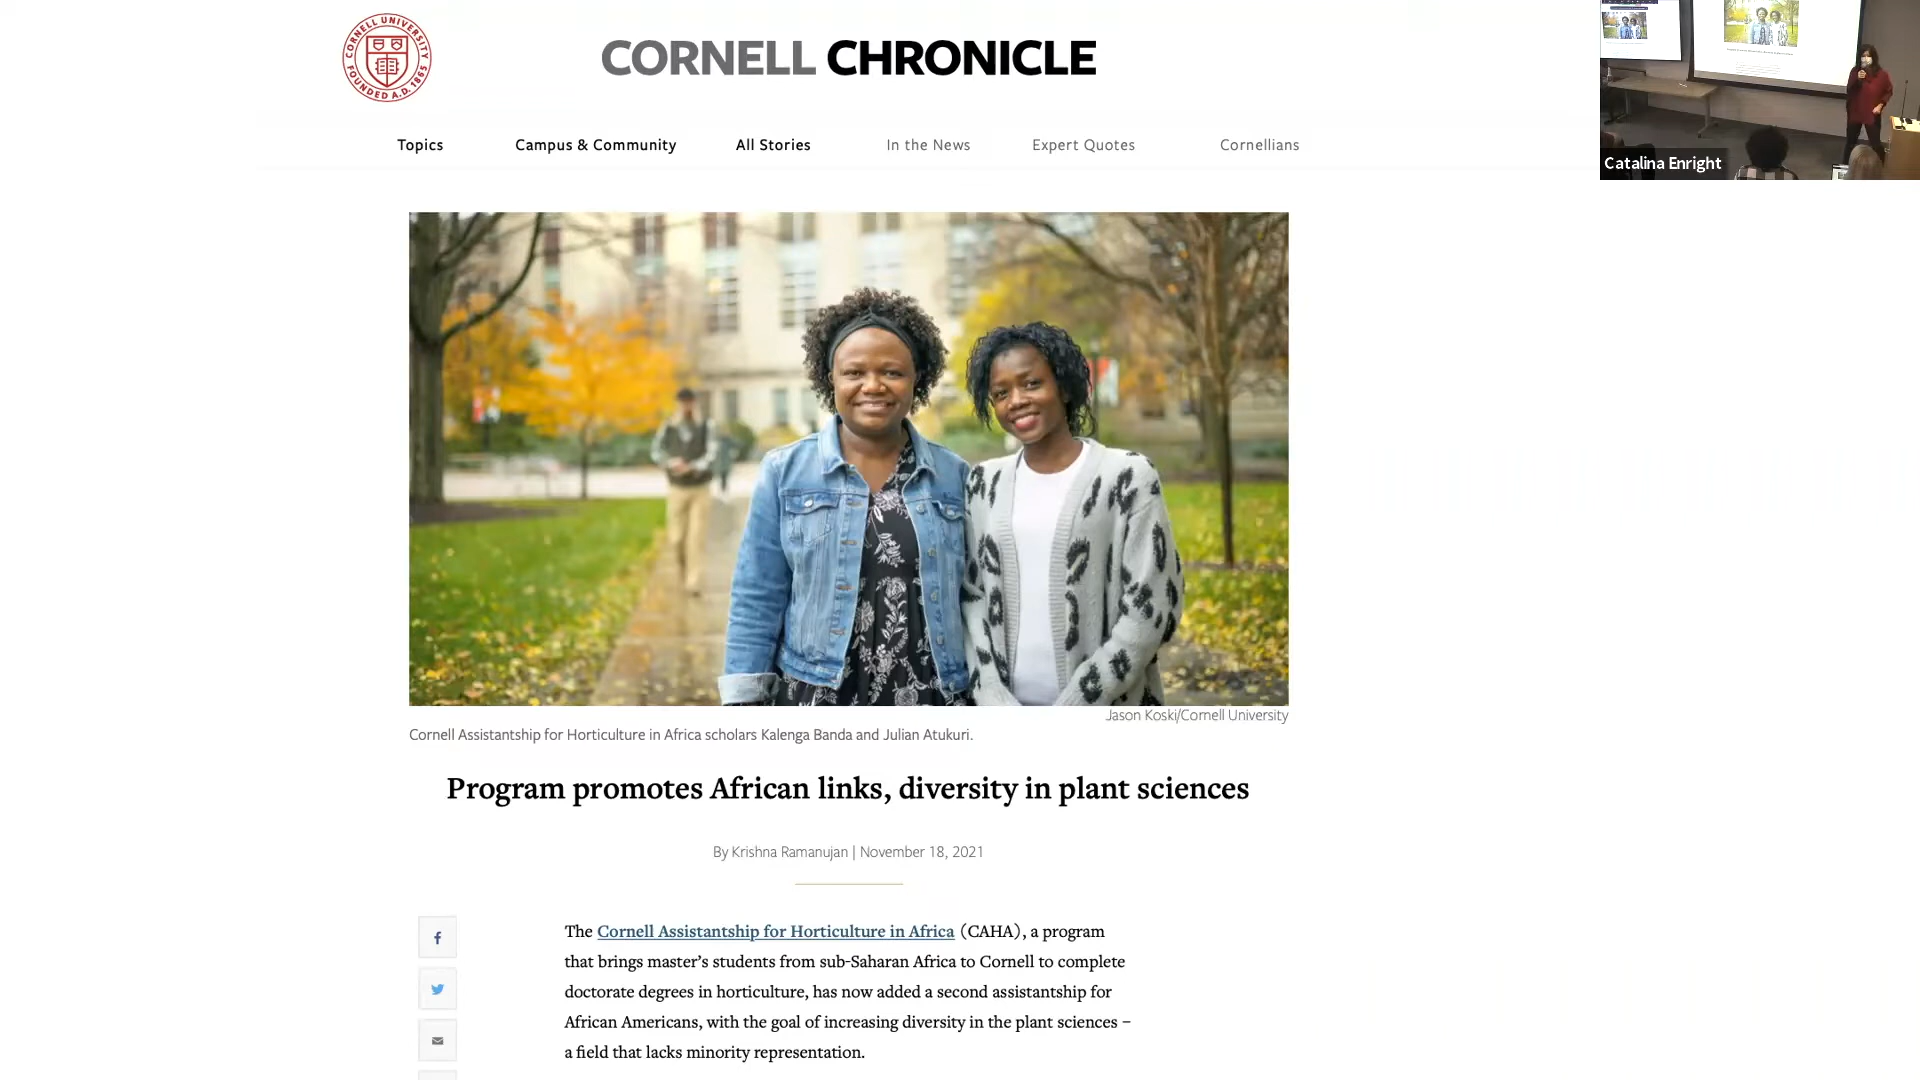 CORNELL UNIVERSITY
FOUNDED A.D. 1865
CORNELL CHRONICLE
Catalina Enright
Topics
Campus & Community
All Stories
In the News
Expert Quotes
Cornellians
Jason Koski/Cornell University
Cornell Assistantship for Horticulture in Africa scholars Kalenga Banda and Julian Atukuri.
Program promotes African links, diversity in plant sciences
By Krishna Ramanujan | November 18, 2021
The Cornell Assistantship for Horticulture in Africa (CAHA), a program
that brings master’s students from sub-Saharan Africa to Cornell to complete
doctorate degrees in horticulture, has now added a second assistantship for
African Americans, with the goal of increasing diversity in the plant sciences –
a field that lacks minority representation.